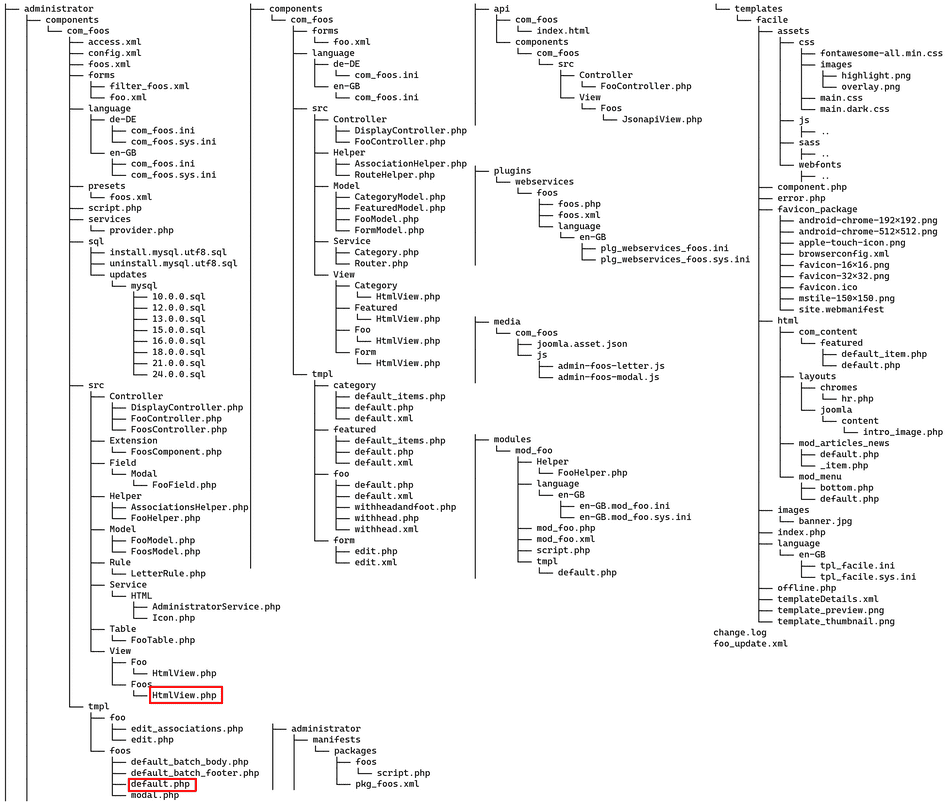 administrator
components
com_foos
access.xml
config.xml
foos.xml
forms
filter_foos.xml
foo.xml
language
de-DE
com_foos.ini
com_foos.sys.ini
en-GB
com_foos.ini
com_foos.sys.ini
presets
foos.xml
script.php
services
provider.php
sql
install.mysql.utf8.sql
uninstall.mysql.utf8.sql
updates
mysql
10.0.0.sql
12.0.0.sql
13.0.0.sql
15.0.0.sql
16.0.0.sql
18.0.0.sql
21.0.0.sql
24.0.0.sql
src
Controller
DisplayController.php
FooController.php
FoosController.php
Extension
FoosComponent.php
Field
Modal
FooField.php
Helper
AssociationsHelper.php
FooHelper.php
Model
FooModel.php
FoosModel.php
Rule
LetterRule.php
Service
HTML
AdministratorService.php
Icon.php
Table
FooTable.php
View
Foo
HtmlView.php
Foos
HtmlView.php
tmpl
foo
edit_associations.php
edit.php
foos
default_batch_body.php
default_batch_footer.php
default.php
modal.php
components
com_foos
forms
foo.xml
language
de-DE
com_foos.ini
en-GB
com_foos.ini
src
Controller
DisplayController.php
FooController.php
Helper
AssociationHelper.php
RouteHelper.php
Model
CategoryModel.php
FeaturedModel.php
FooModel.php
FormModel.php
Service
Category.php
Router.php
View
Category
HtmlView.php
Featured
HtmlView.php
Foo
HtmlView.php
Form
HtmlView.php
tmpl
category
default_items.php
default.php
default.xml
featured
default_items.php
default.php
default.xml
foo
default.php
default.xml
withheadandfoot.php
withhead.php
withhead.xml
form
edit.php
edit.xml
administrator
manifests
packages
foos
script.php
pkg_foos.xml
api
com_foos
index.html
components
com_foos
src
Controller
FooController.php
View
Foos
JsonapiView.php
plugins
webservices
foos
foos.php
foos.xml
language
en-GB
plg_webservices_foos.ini
plg_webservices_foos.sys.ini
media
com_foos
joomla.asset.json
js
admin-foos-letter.js
admin-foos-modal.js
modules
mod_foo
Helper
FooHelper.php
language
en-GB
en-GB.mod_foo.ini
en-GB.mod_foo.sys.ini
mod_foo.php
mod_foo.xml
script.php
tmpl
default.php
templates
facile
assets
css
fontawesome-all.min.css
images
highlight.png
overlay.png
main.css
main.dark.css
js
..
sass
..
webfonts
..
component.php
error.php
favicon_package
android-chrome-192×192.png
android-chrome-512×512.png
apple-touch-icon.png
browserconfig.xml
favicon-16×16.png
favicon-32×32.png
favicon.ico
mstile-150×150.png
site.webmanifest
html
com_content
featured
default_item.php
default.php
layouts
chromes
hr.php
joomla
content
intro_image.php
mod_articles_news
default.php
_item.php
mod_menu
bottom.php
default.php
images
banner.jpg
index.php
language
en-GB
tpl_facile.ini
tpl_facile.sys.ini
offline.php
templateDetails.xml
template_preview.png
template_thumbnail.png
change.log
foo_update.xml